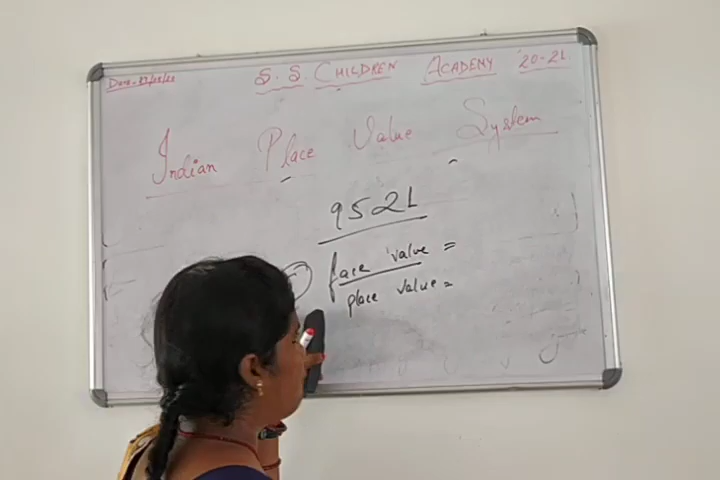 S.S CHILDREN ACADEMY '20-21
Indian Place Value System
9521
face value =
place value =